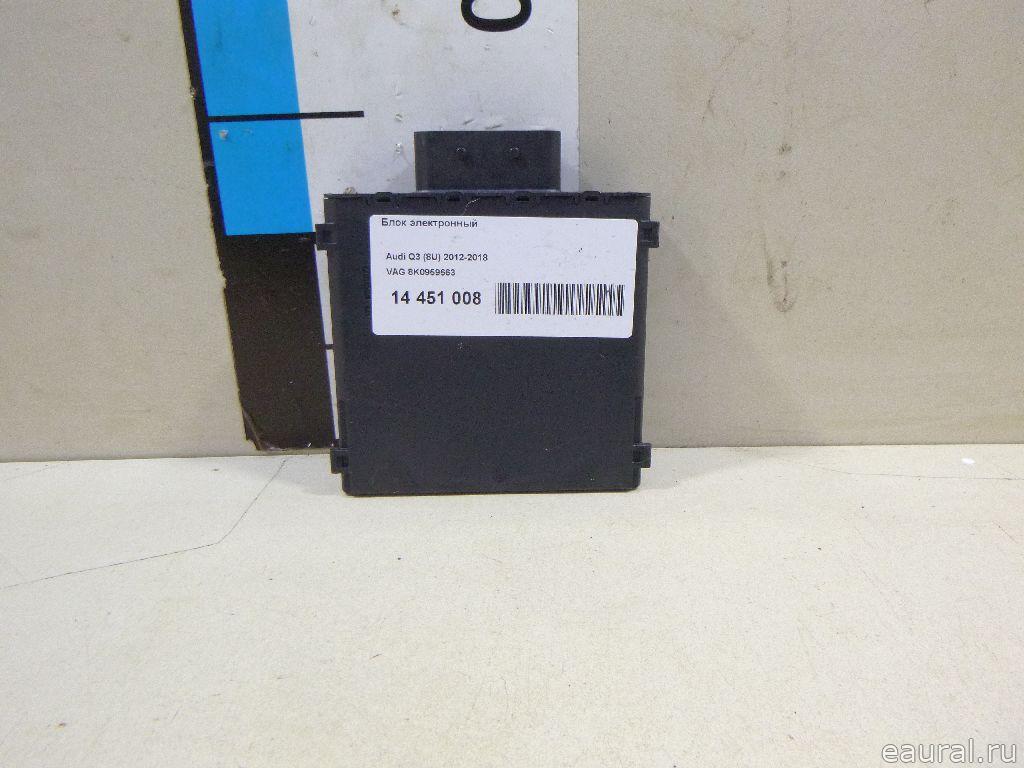 Блок электронный
Audi Q3 (8U) 2012-2018
VAG 8K0959663
14 451 008
eaural.ru